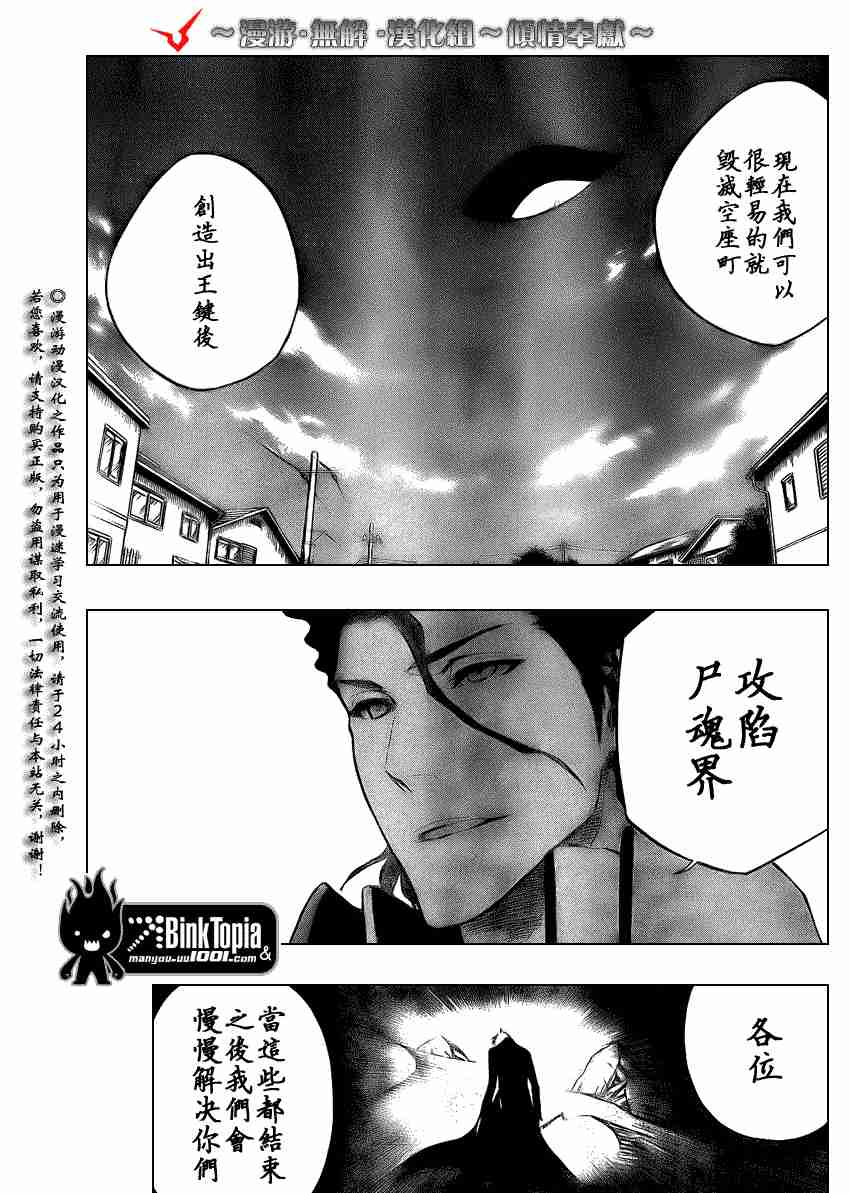 ～漫游·無解·漢化組～傾情奉獻～
現在我們可以
很輕易的就
毀滅空座町
創造出王鍵後
攻陷
尸魂界
各位
當這些都結束
之後我們會
慢慢解決你們
◎漫游动漫汉化之作品只为用于漫迷学习交流使用，请于24小时之内删除，
若您喜欢，请支持购买正版，勿盗用谋取私利，一切法律责任与本站无关，谢谢！
BinkTopia
manyou-uu1001.com &